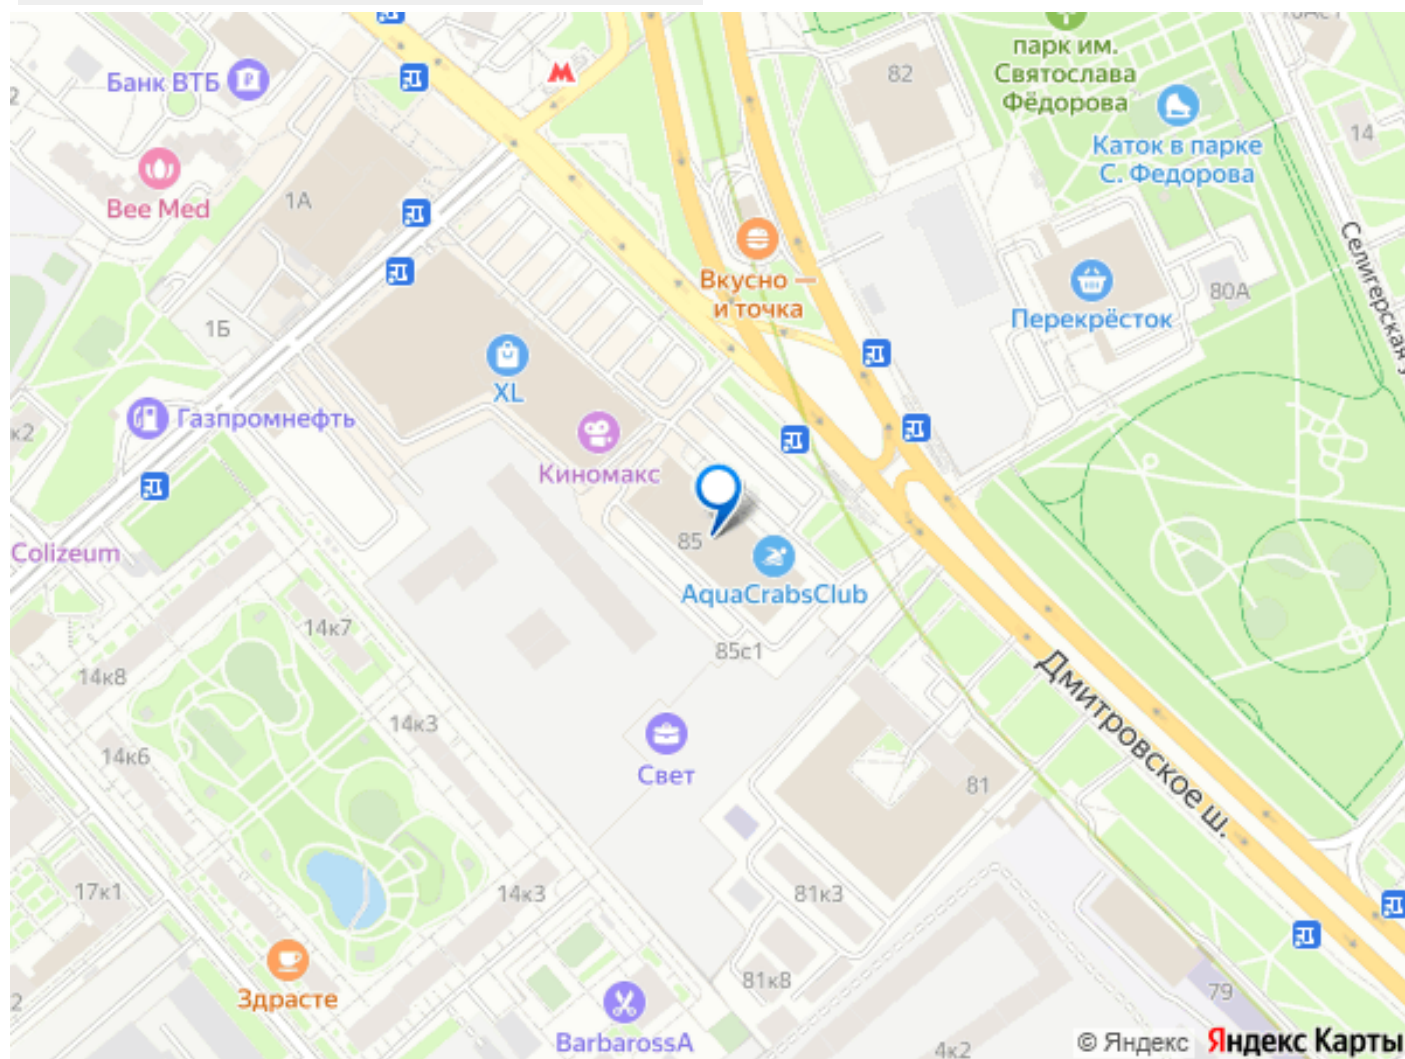 парк им.
Святослава
Фёдорова
82
Банк ВТБ
14
Каток в парке
С. Федорова
Bee Med
1А
Вкусно —
и точка
Селигерская у
80А
Перекрёсток
1Б
XL
Газпромнефть
к2
Киномакс
85
Colizeum
AquaCrabsClub
14к7
85с1
14к8
Дмитровское ш.
14к3
14к6
Свет
81
17к1
14к3
81к3
81к8
79
Здрасте
BarbarossA
4к2
© Яндекс
Яндекс Карты